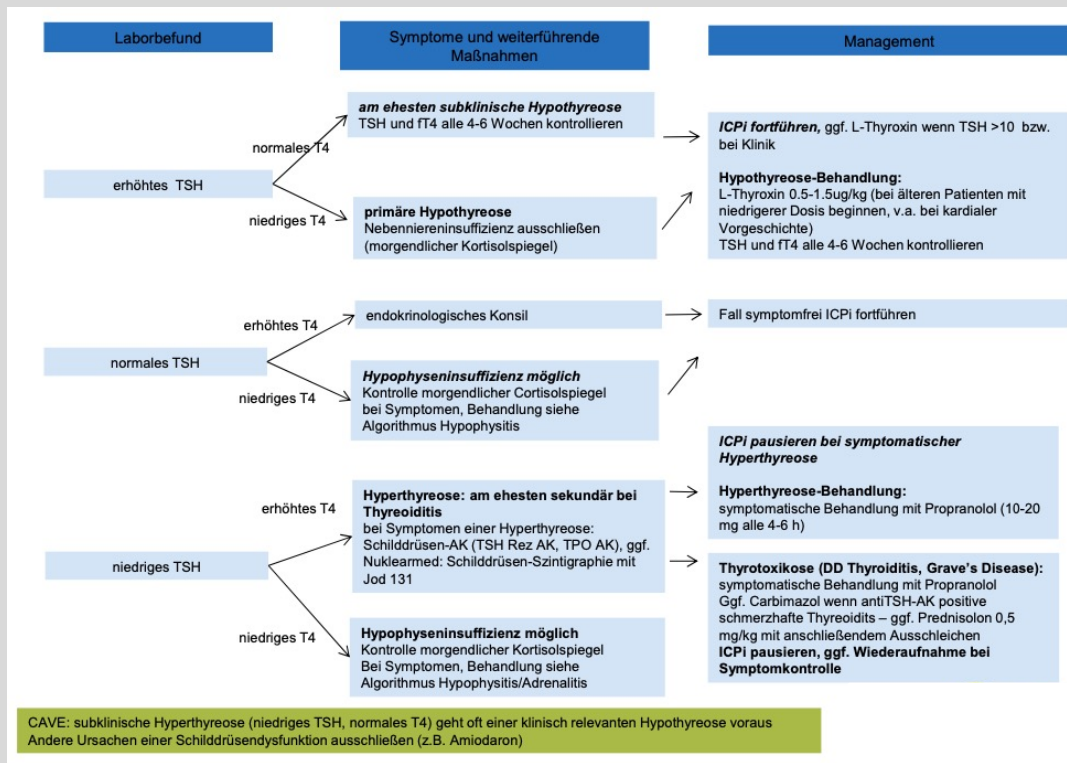 Laborbefund
Symptome und weiterführende
Maßnahmen
Management
am ehesten subklinische Hypothyreose
TSH und fT4 alle 4-6 Wochen kontrollieren
normales T4
erhöhtes TSH
niedriges T4
primäre Hypothyreose
Nebenniereninsuffizienz ausschließen
(morgendlicher Kortisolspiegel)
ICPi fortführen, ggf. L-Thyroxin wenn TSH >10 bzw.
bei Klinik
Hypothyreose-Behandlung:
L-Thyroxin 0.5-1.5ug/kg (bei älteren Patienten mit
niedrigerer Dosis beginnen, v.a. bei kardialer
Vorgeschichte)
TSH und fT4 alle 4-6 Wochen kontrollieren
erhöhtes T4
endokrinologisches Konsil
Fall symptomfrei ICPi fortführen
normales TSH
niedriges T4
Hypophyseninsuffizienz möglich
Kontrolle morgendlicher Cortisolspiegel
bei Symptomen, Behandlung siehe
Algorithmus Hypophysitis
ICPi pausieren bei symptomatischer
Hyperthyreose
Hyperthyreose-Behandlung:
symptomatische Behandlung mit Propranolol (10-20
mg alle 4-6 h)
erhöhtes T4
Hyperthyreose: am ehesten sekundär bei
Thyreoiditis
bei Symptomen einer Hyperthyreose:
Schilddrüsen-AK (TSH Rez AK, TPO AK), ggf.
Nuklearmed: Schilddrüsen-Szintigraphie mit
Jod 131
niedriges TSH
niedriges T4
Hypophyseninsuffizienz möglich
Kontrolle morgendlicher Kortisolspiegel
Bei Symptomen, Behandlung siehe
Algorithmus Hypophysitis/Adrenalitis
Thyrotoxikose (DD Thyroiditis, Grave's Disease):
symptomatische Behandlung mit Propranolol
Ggf. Carbimazol wenn antiTSH-AK positive
schmerzhafte Thyreoidits – ggf. Prednisolon 0,5
mg/kg mit anschließendem Ausschleichen
ICPi pausieren, ggf. Wiederaufnahme bei
Symptomkontrolle
CAVE: subklinische Hyperthyreose (niedriges TSH, normales T4) geht oft einer klinisch relevanten Hypothyreose voraus
Andere Ursachen einer Schilddrüsendysfunktion ausschließen (z.B. Amiodaron)